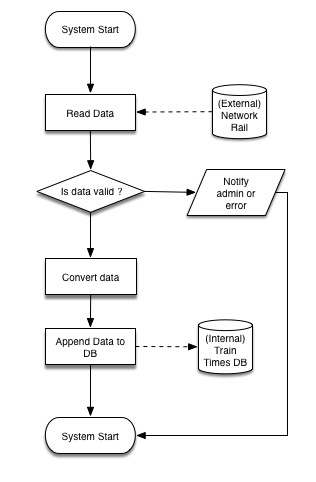 System Start
Read Data
(External)
Network
Rail
Is data valid ?
Notify
admin or
error
Convert data
Append Data to
DB
(Internal)
Train
Times DB
System Start